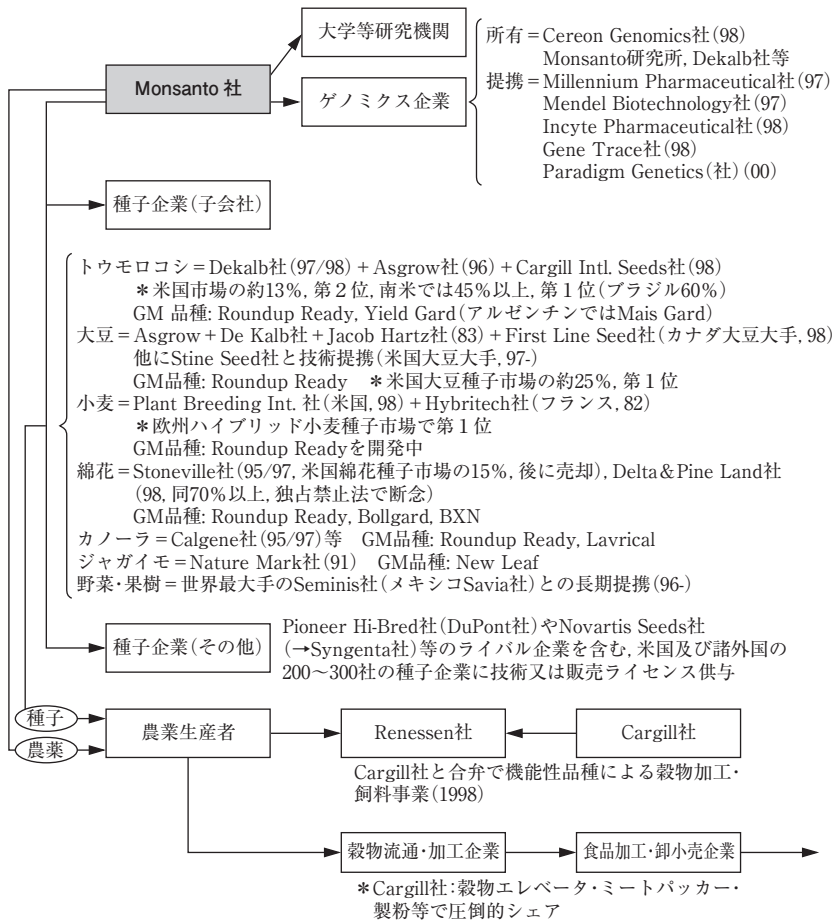 大学等研究機関
Monsanto 社
ゲノミクス企業
所有＝Cereon Genomics社(98)
Monsanto研究所, Dekalb社等
提携＝Millennium Pharmaceutical社(97)
Mendel Biotechnology社(97)
Incyte Pharmaceutical社(98)
Gene Trace社(98)
Paradigm Genetics(社)(00)
種子企業(子会社)
トウモロコシ＝Dekalb社(97/98)＋Asgrow社(96)＋Cargill Intl. Seeds社(98)
＊米国市場の約13%, 第２位, 南米では45%以上, 第１位(ブラジル60%)
GM 品種: Roundup Ready, Yield Gard(アルゼンチンではMais Gard)
大豆＝Asgrow＋De Kalb社＋Jacob Hartz社(83)＋First Line Seed社(カナダ大豆大手, 98)
他にStine Seed社と技術提携(米国大豆大手, 97-)
GM品種: Roundup Ready　＊米国大豆種子市場の約25%, 第１位
小麦＝Plant Breeding Int. 社(米国, 98)＋Hybritech社(フランス, 82)
＊欧州ハイブリッド小麦種子市場で第１位
GM品種: Roundup Readyを開発中
綿花＝Stoneville社(95/97, 米国綿花種子市場の15%, 後に売却), Delta＆Pine Land社
(98, 同70%以上, 独占禁止法で断念)
GM品種: Roundup Ready, Bollgard, BXN
カノーラ＝Calgene社(95/97)等　GM品種: Roundup Ready, Lavrical
ジャガイモ＝Nature Mark社(91)　GM品種: New Leaf
野菜・果樹＝世界最大手のSeminis社(メキシコSavia社)との長期提携(96-)
種子企業(その他)
Pioneer Hi-Bred社(DuPont社)やNovartis Seeds社
(→Syngenta社)等のライバル企業を含む, 米国及び諸外国の
200〜300社の種子企業に技術又は販売ライセンス供与
種子
農薬
農業生産者
Renessen社
Cargill社
Cargill社と合弁で機能性品種による穀物加工・
飼料事業(1998)
穀物流通・加工企業
食品加工・卸小売企業
＊Cargill社：穀物エレベータ・ミートパッカー・
製粉等で圧倒的シェア